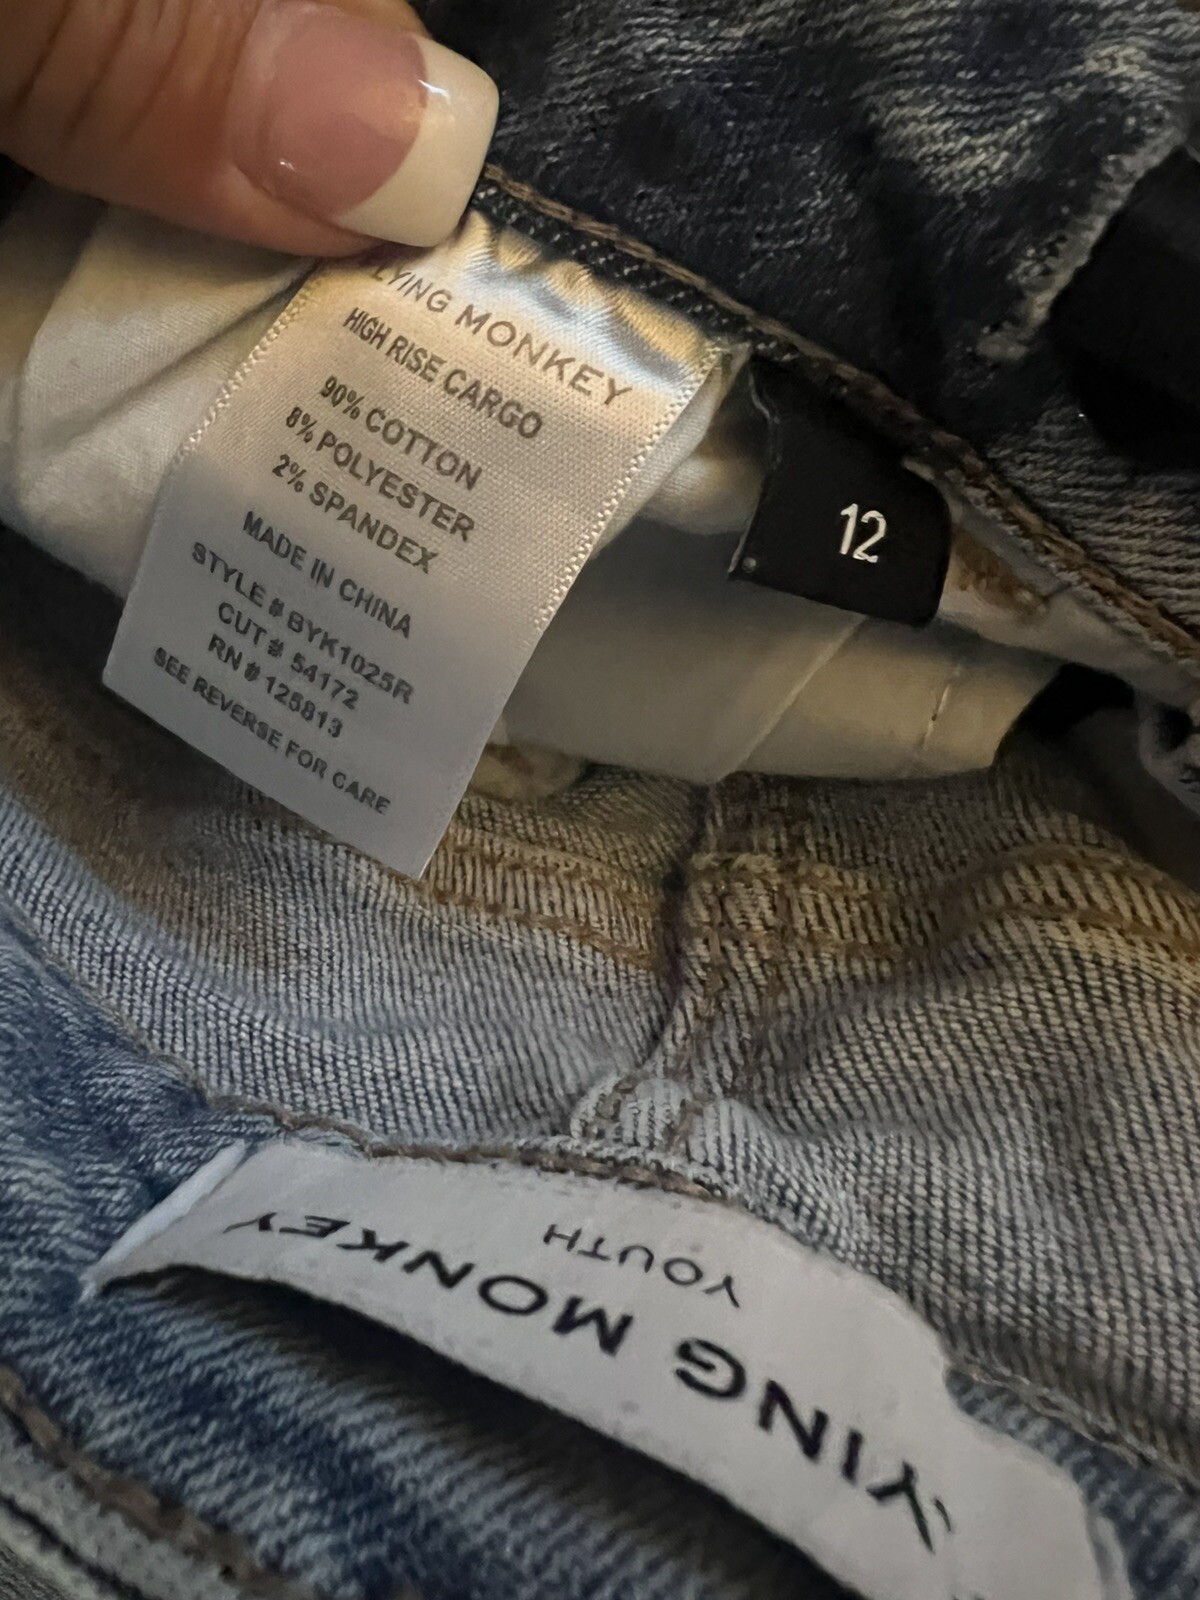 LYING MONKEY
HIGH RISE CARGO
90% COTTON
8% POLYESTER
2% SPANDEX
MADE IN CHINA
STYLE # BYK1025R
CUT # 54172
RN # 125813
SEE REVERSE FOR CARE
12
YING MONKEY
YOUTH